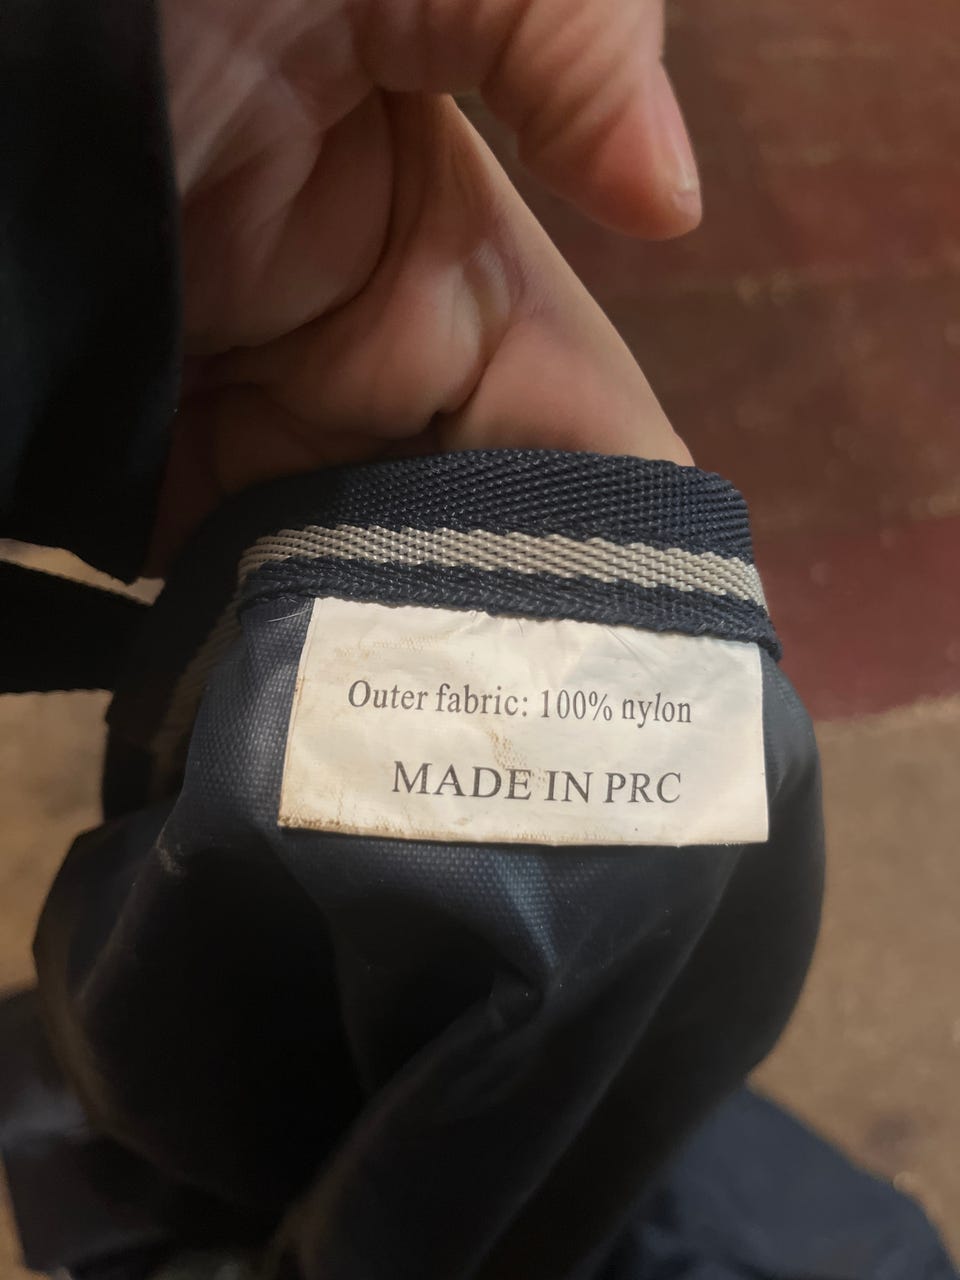 Outer fabric: 100% nylon
MADE IN PRC